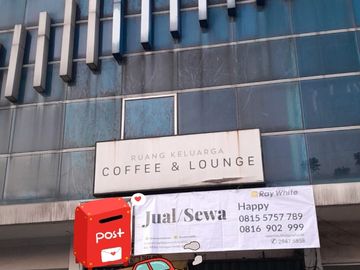 RUANG KELUARGA
COFFEE & LOUNGE
Ray White
Jual/Sewa
Happy
0815 5757 789
0816 902 999
post